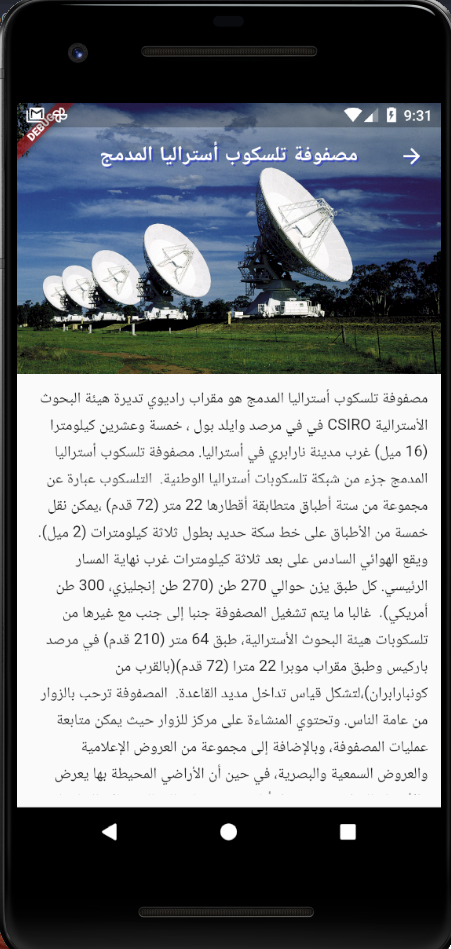 DEBUG
9:31
مصفوفة تلسكوب أستراليا المدمج
مصفوفة تلسكوب أستراليا المدمج هو مقراب راديوي تديرة هيئة البحوث
الأسترالية CSIRO في في مرصد وايلد بول ، خمسة وعشرين كيلومترا
(16 ميل) غرب مدينة نارابري في أستراليا. مصفوفة تلسكوب أستراليا
المدمج جزء من شبكة تلسكوبات أستراليا الوطنية. التلسكوب عبارة عن
مجموعة من ستة أطباق متطابقة أقطارها 22 متر (72 قدم) ،يمكن نقل
خمسة من الأطباق على خط سكة حديد بطول ثلاثة كيلومترات (2 ميل).
ويقع الهوائي السادس على بعد ثلاثة كيلومترات غرب نهاية المسار
الرئيسي. كل طبق يزن حوالي 270 طن (270 طن إنجليزي، 300 طن
أمريكي). غالبا ما يتم تشغيل المصفوفة جنبا إلى جنب مع غيرها من
تلسكوبات هيئة البحوث الأسترالية، طبق 64 متر (210 قدم) في مرصد
باركيس وطبق مقراب موبرا 22 مترا (72 قدم)(بالقرب من
كونبارابران)،لتشكل قياس تداخل مديد القاعدة. المصفوفة ترحب بالزوار
من عامة الناس. وتحتوي المنشاءة على مركز للزوار حيث يمكن متابعة
عمليات المصفوفة، وبالإضافة إلى مجموعة من العروض الإعلامية
والعروض السمعية والبصرية، في حين أن الأراضي المحيطة بها يعرض